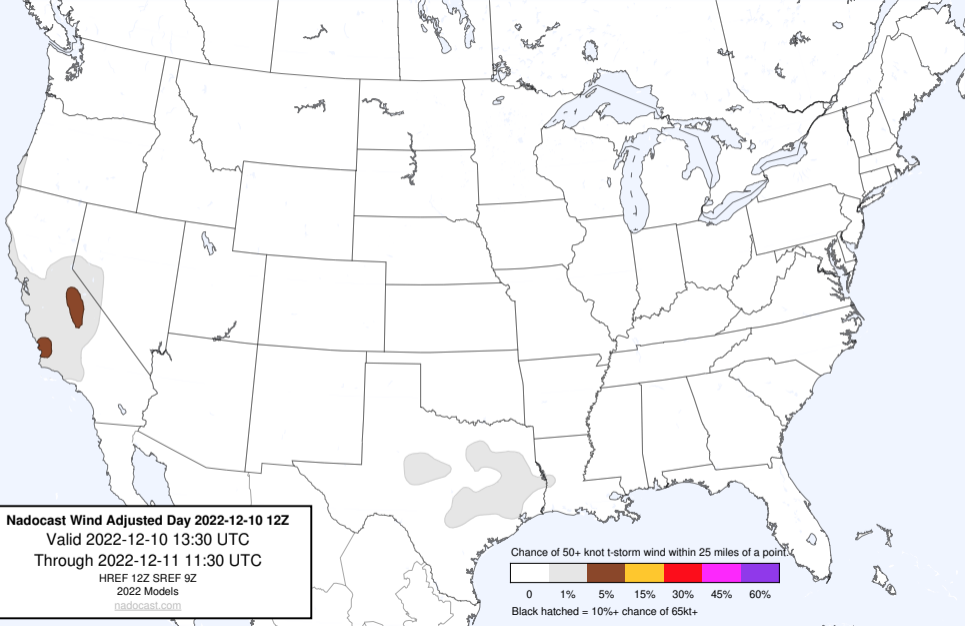 Nadocast Wind Adjusted Day 2022-12-10 12Z
Valid 2022-12-10 13:30 UTC
Through 2022-12-11 11:30 UTC
HREF 12Z SREF 9Z
2022 Models
nadocast.com
Chance of 50+ knot t-storm wind within 25 miles of a point.
0 1% 5% 15% 30% 45% 60%
Black hatched = 10%+ chance of 65kt+